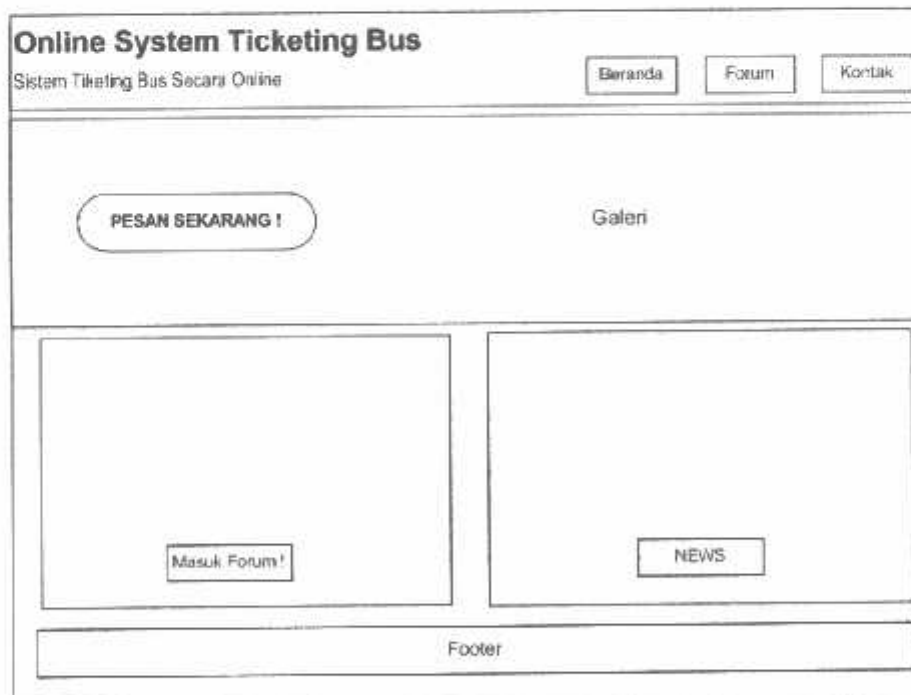 Online System Ticketing Bus
Sistem Tiketing Bus Secara Online
Beranda
Forum
Kontak
PESAN SEKARANG !
Galeri
Masuk Forum !
NEWS
Footer